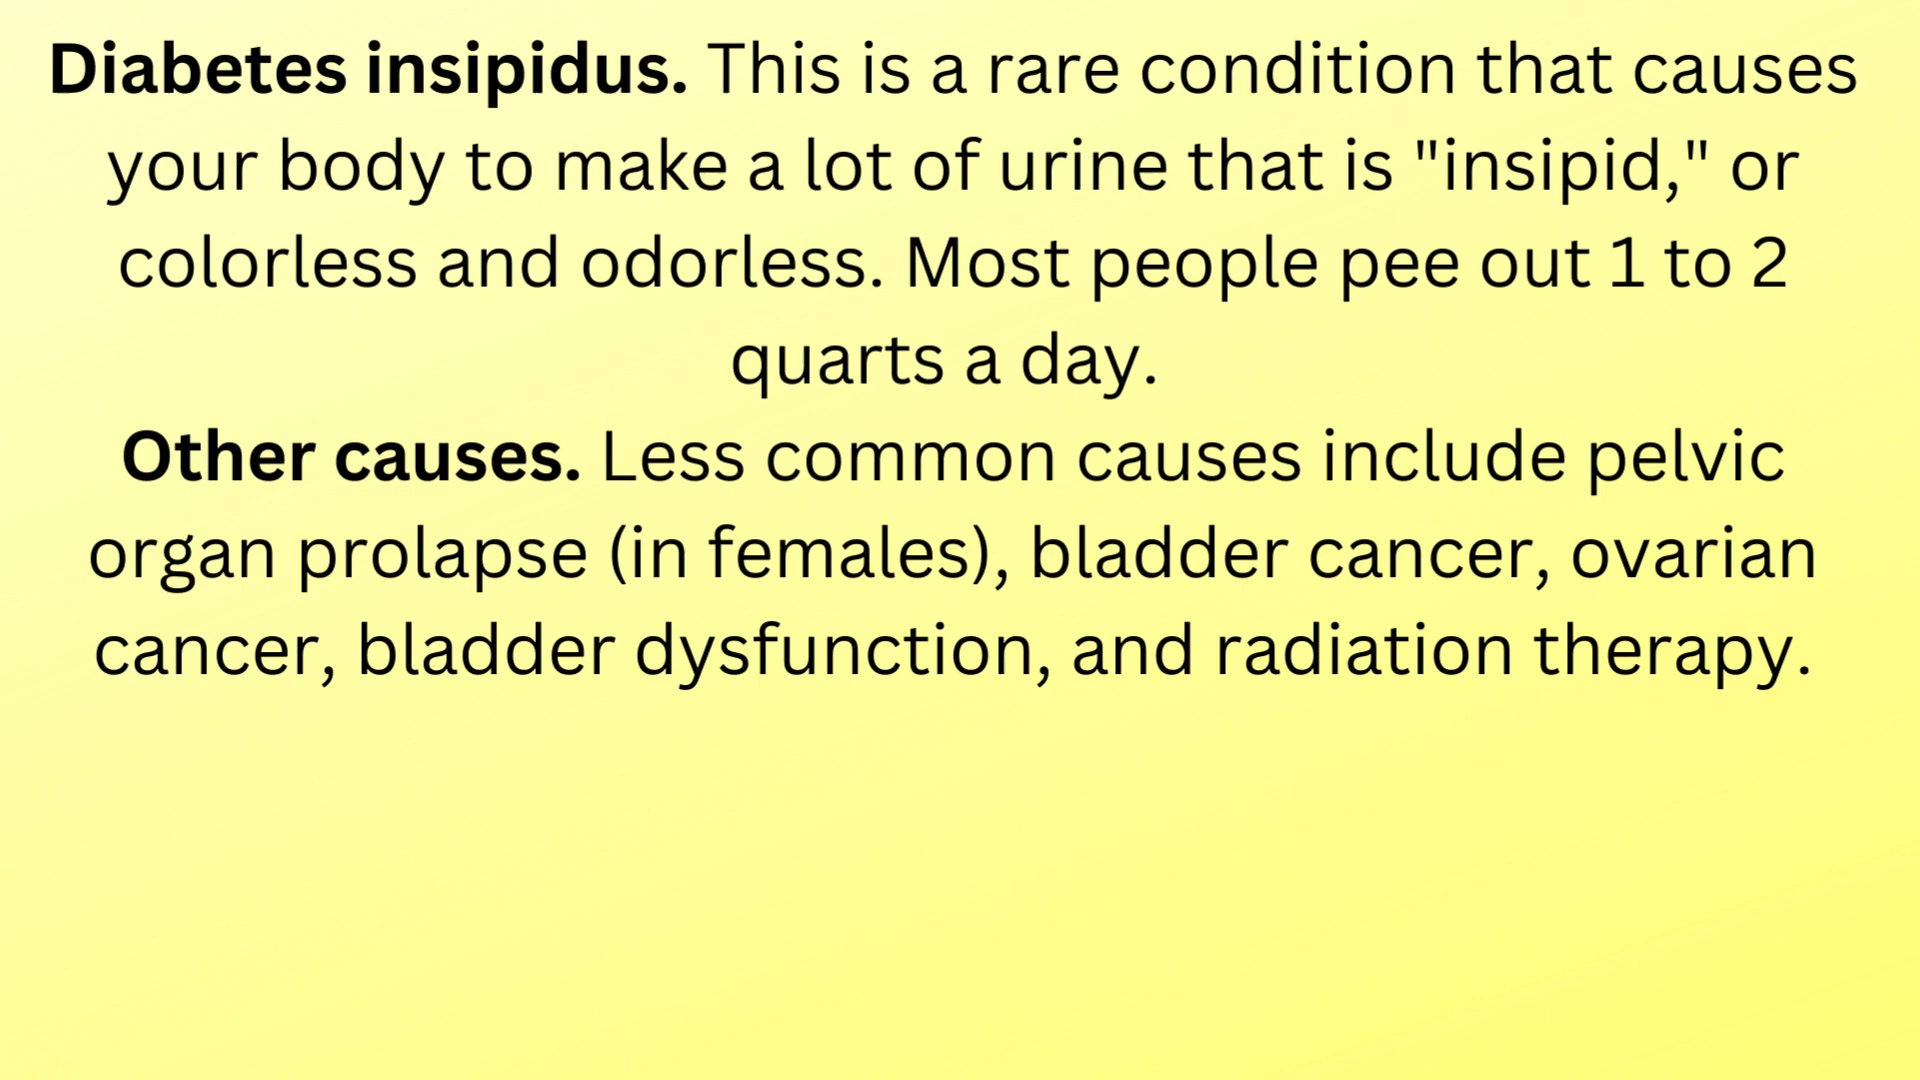 Diabetes insipidus. This is a rare condition that causes
your body to make a lot of urine that is "insipid," or
colorless and odorless. Most people pee out 1 to 2
quarts a day.
Other causes. Less common causes include pelvic
organ prolapse (in females), bladder cancer, ovarian
cancer, bladder dysfunction, and radiation therapy.